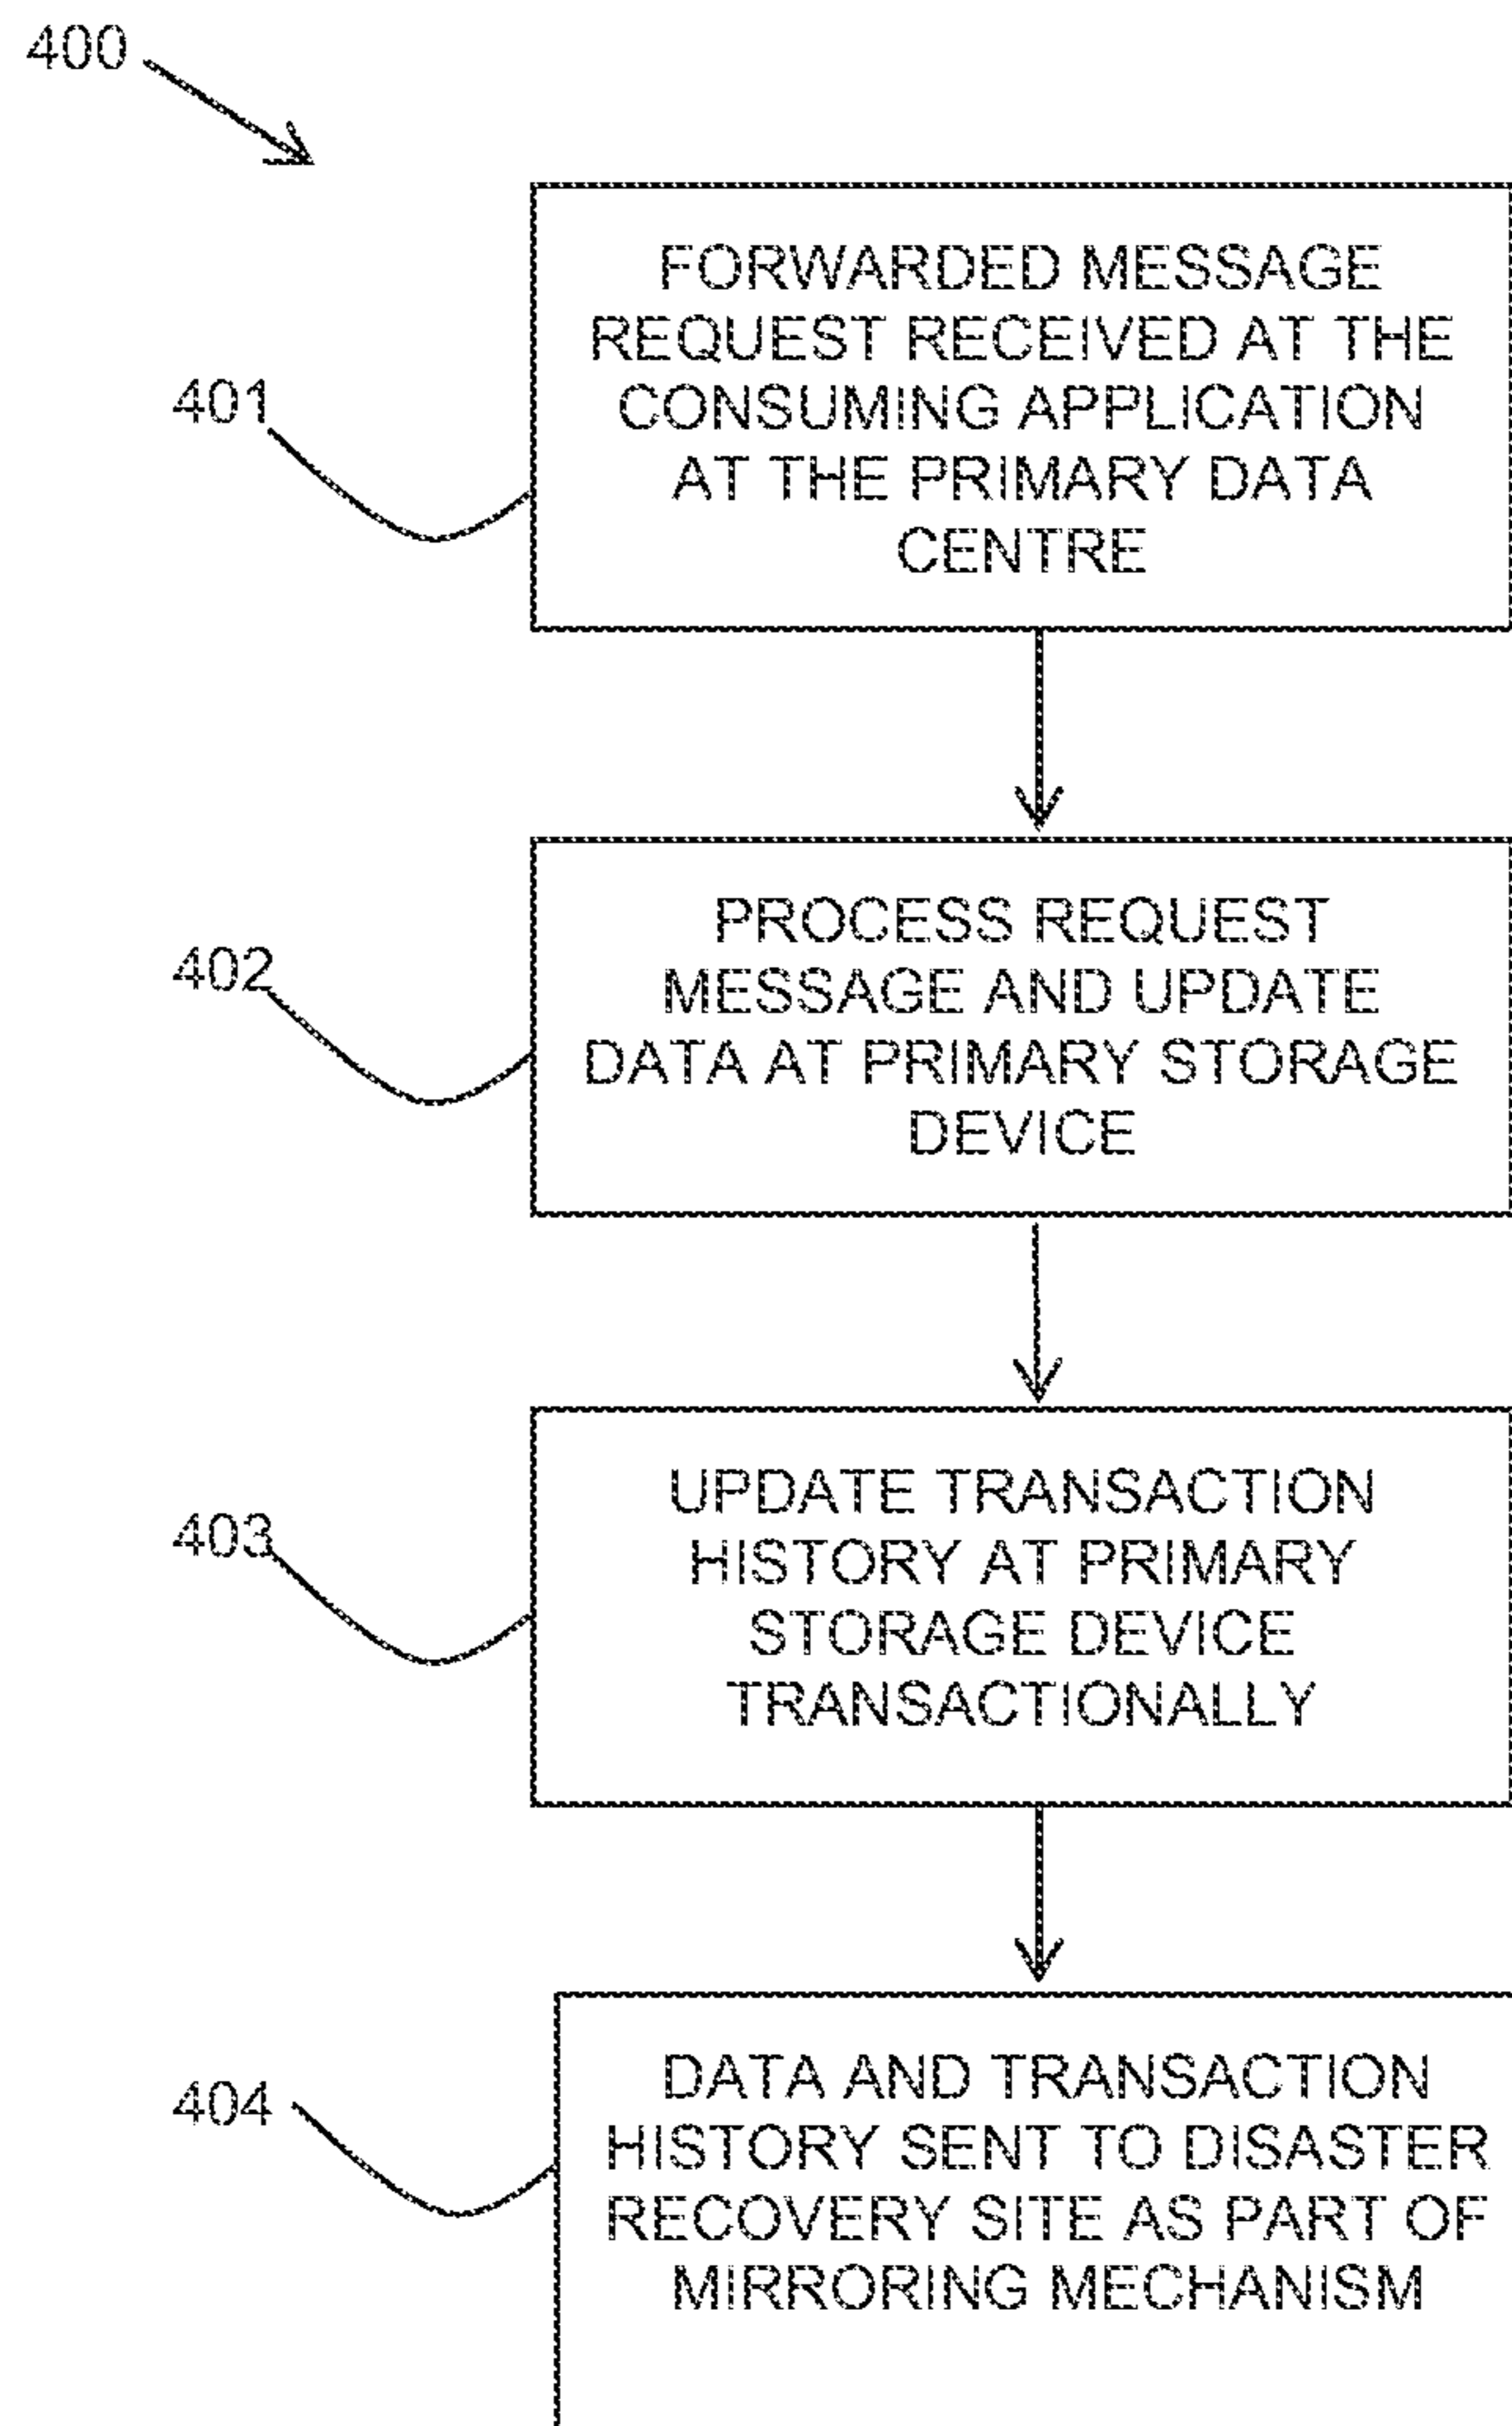 400
401
FORWARDED MESSAGE
REQUEST RECEIVED AT THE
CONSUMING APPLICATION
AT THE PRIMARY DATA
CENTRE
402
PROCESS REQUEST
MESSAGE AND UPDATE
DATA AT PRIMARY STORAGE
DEVICE
403
UPDATE TRANSACTION
HISTORY AT PRIMARY
STORAGE DEVICE
TRANSACTIONALLY
404
DATA AND TRANSACTION
HISTORY SENT TO DISASTER
RECOVERY SITE AS PART OF
MIRRORING MECHANISM